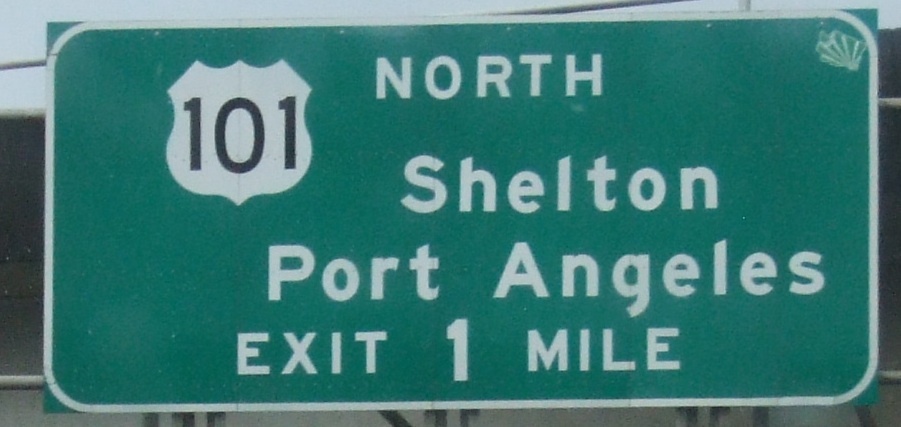 101 NORTH
Shelton
Port Angeles
EXIT 1 MILE